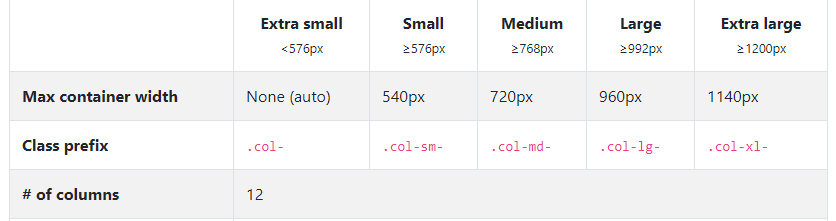 Extra small Small Medium Large Extra large
<576px ≥576px ≥768px ≥992px ≥1200px
Max container width None (auto) 540px 720px 960px 1140px
Class prefix .col- .col-sm- .col-md- .col-lg- .col-xl-
# of columns 12